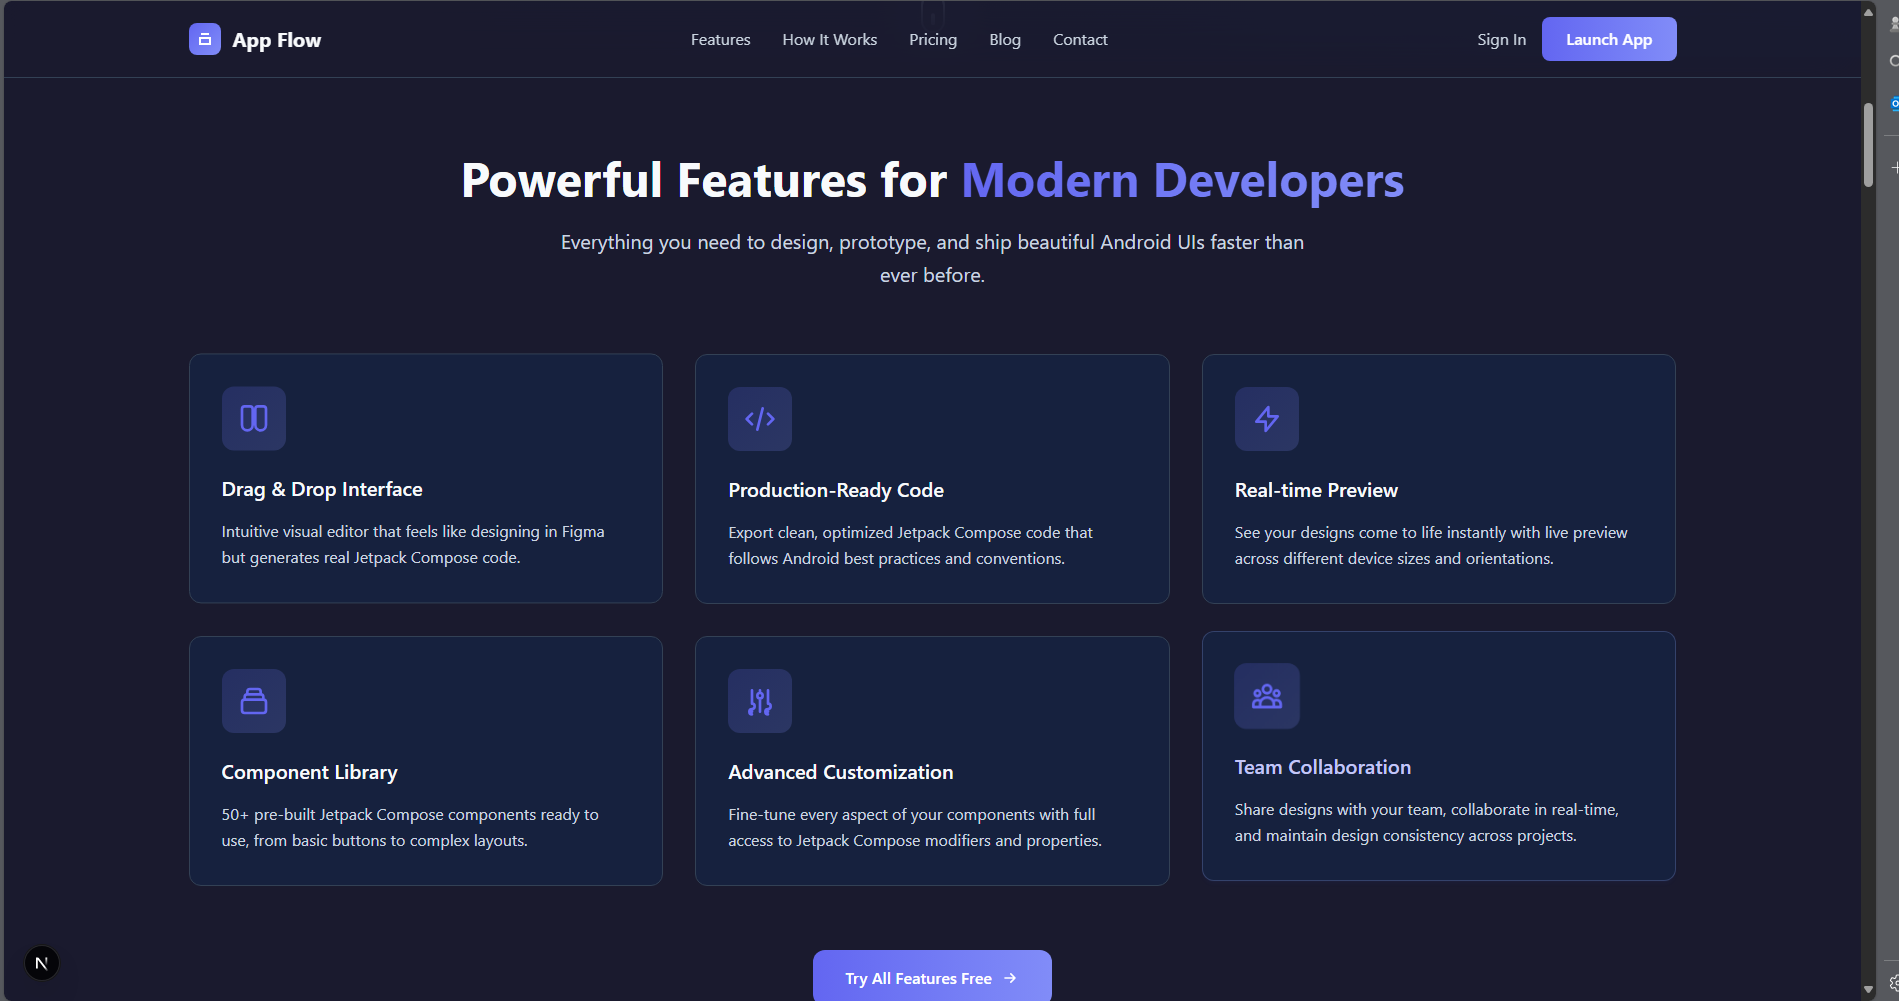 App Flow
Features
How It Works
Pricing
Blog
Contact
Sign In
Launch App
Powerful Features for Modern Developers
Everything you need to design, prototype, and ship beautiful Android UIs faster than
ever before.
Drag & Drop Interface
Intuitive visual editor that feels like designing in Figma
but generates real Jetpack Compose code.
Production-Ready Code
Export clean, optimized Jetpack Compose code that
follows Android best practices and conventions.
Real-time Preview
See your designs come to life instantly with live preview
across different device sizes and orientations.
Component Library
50+ pre-built Jetpack Compose components ready to
use, from basic buttons to complex layouts.
Advanced Customization
Fine-tune every aspect of your components with full
access to Jetpack Compose modifiers and properties.
Team Collaboration
Share designs with your team, collaborate in real-time,
and maintain design consistency across projects.
N
Try All Features Free →